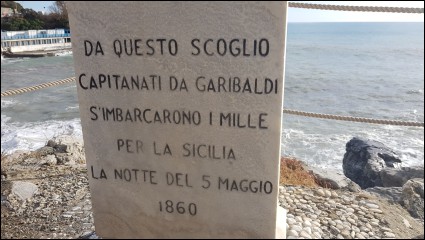 DA QUESTO SCOGLIO
CAPITANATI DA GARIBALDI
S'IMBARCARONO I MILLE
PER LA SICILIA
LA NOTTE DEL 5 MAGGIO
1860